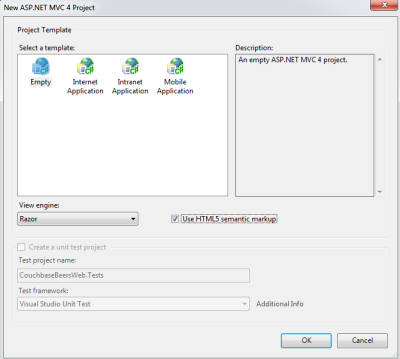 New ASP.NET MVC 4 Project
Project Template
Select a template:
Description:
Empty
Internet Application
Intranet Application
Mobile Application
An empty ASP.NET MVC 4 project.
View engine:
Razor
Use HTML5 semantic markup
Create a unit test project
Test project name:
CouchbaseBeersWeb.Tests
Test framework:
Visual Studio Unit Test
Additional Info
OK
Cancel